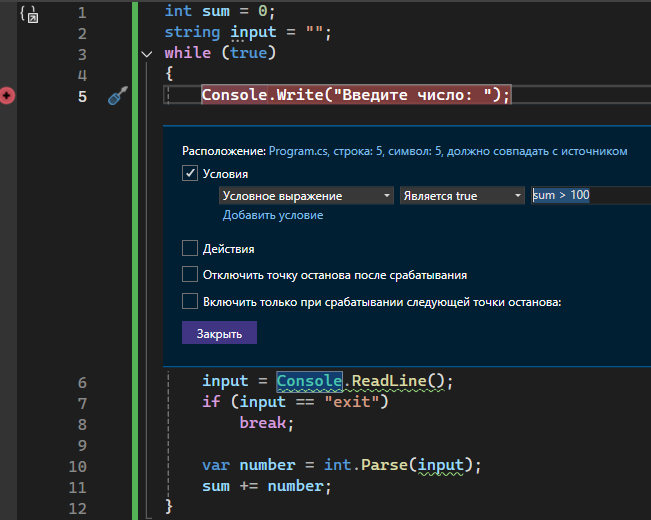 1 int sum = 0;
2 string input = "";
3 while (true)
4 {
5 Console.Write("Введите число: ");
Расположение: Program.cs, строка: 5, символ: 5, должно совпадать с источником
Условия
Условное выражение Является true sum > 100
Добавить условие
Действия
Отключить точку останова после срабатывания
Включить только при срабатывании следующей точки останова:
Закрыть
6 input = Console.ReadLine();
7 if (input == "exit")
8 break;
9
10 var number = int.Parse(input);
11 sum += number;
12 }